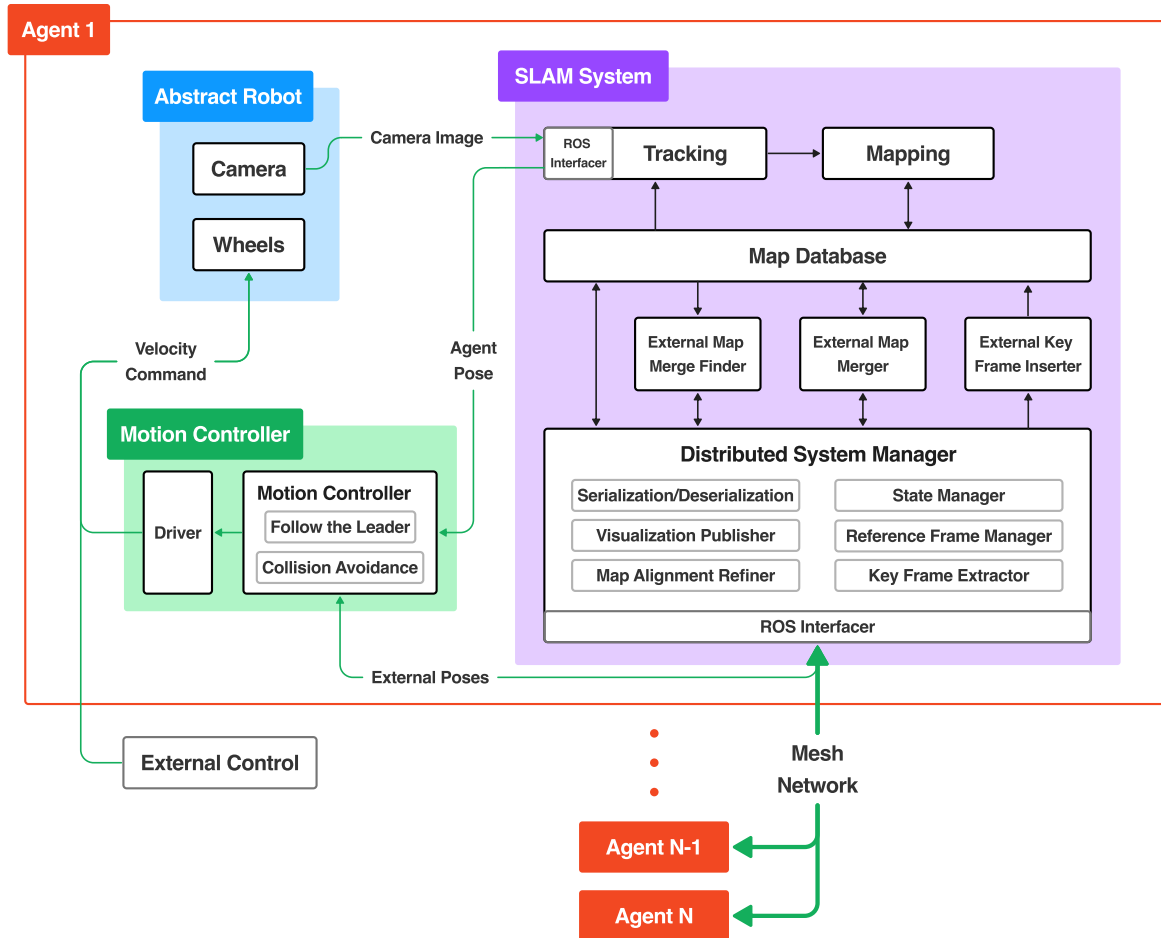 Agent 1
SLAM System
Abstract Robot
Camera Image
ROS
Interfacer
Tracking
Mapping
Camera
Wheels
Map Database
Velocity
Command
Agent
Pose
External Map
Merge Finder
External Map
Merger
External Key
Frame Inserter
Motion Controller
Distributed System Manager
Motion Controller
Driver
Follow the Leader
Collision Avoidance
Serialization/Deserialization
State Manager
Visualization Publisher
Reference Frame Manager
Map Alignment Refiner
Key Frame Extractor
ROS Interfacer
External Poses
External Control
Mesh
Network
Agent N-1
Agent N